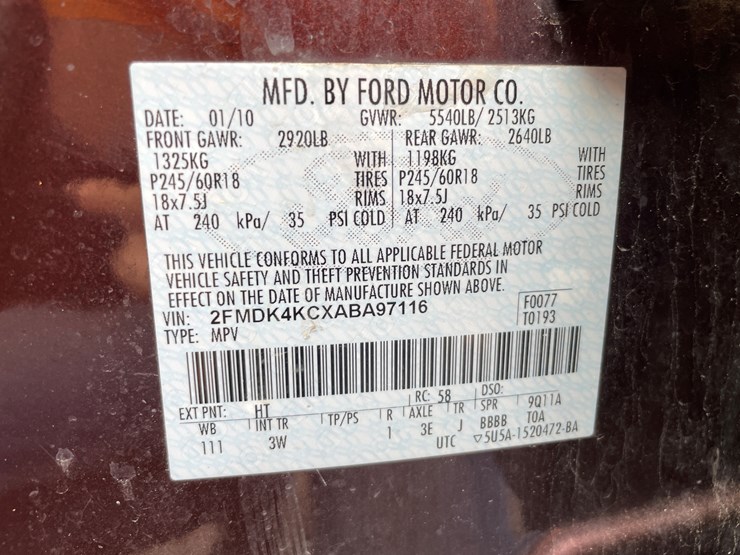 MFD. BY FORD MOTOR CO.
DATE: 01/10 GVWR: 5540LB/ 2513KG
FRONT GAWR: 2920LB REAR GAWR: 2640LB
1325KG WITH 1198KG WITH
P245/60R18 TIRES P245/60R18 TIRES
18x7.5J RIMS 18x7.5J RIMS
AT 240 kPa/ 35 PSI COLD AT 240 kPa/ 35 PSI COLD
THIS VEHICLE CONFORMS TO ALL APPLICABLE FEDERAL MOTOR
VEHICLE SAFETY AND THEFT PREVENTION STANDARDS IN
EFFECT ON THE DATE OF MANUFACTURE SHOWN ABOVE.
VIN: 2FMDK4KCXABA97116 F0077
TYPE: MPV T0193
EXT PNT: HT RC: 58 DSO:
WB INT TR TP/PS R AXLE TR SPR 9Q11A
111 3W 1 3E J BBBB TOA
UTC ▽5U5A-1520472-BA